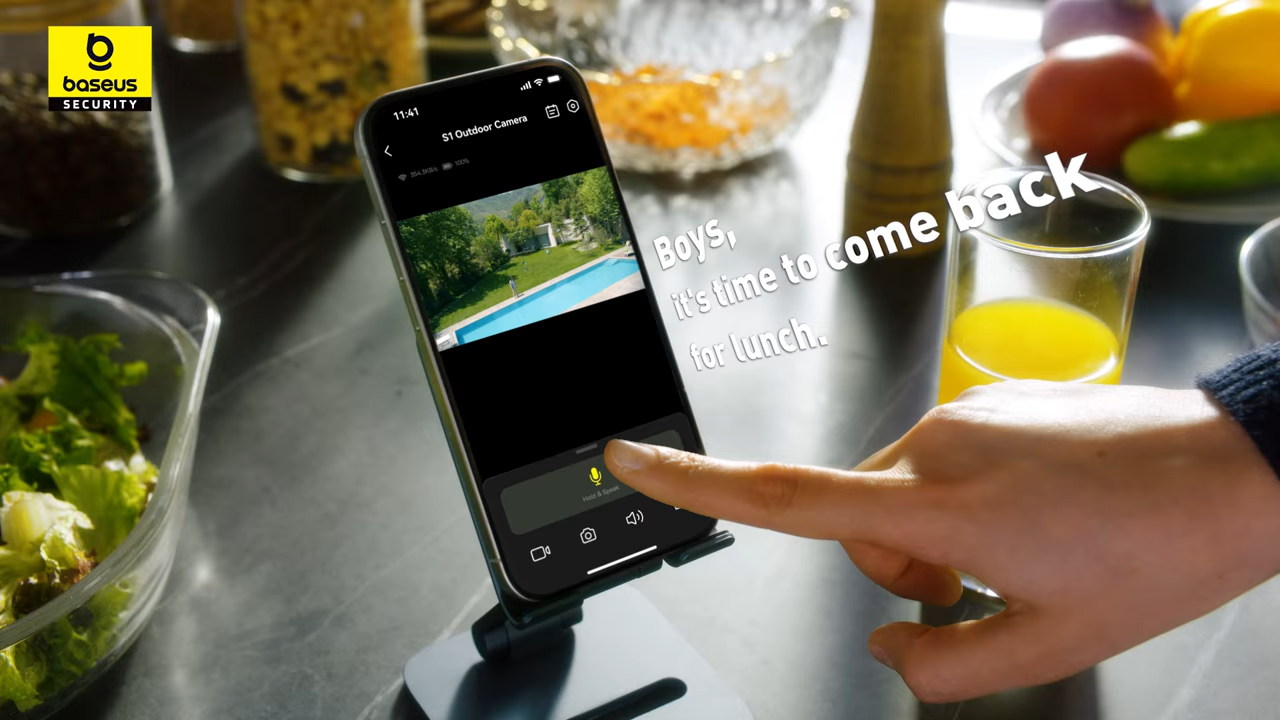 baseus
SECURITY
11:41
S1 Outdoor Camera
100%
Boys,
it's time to come back
for lunch.
Hold & Speak